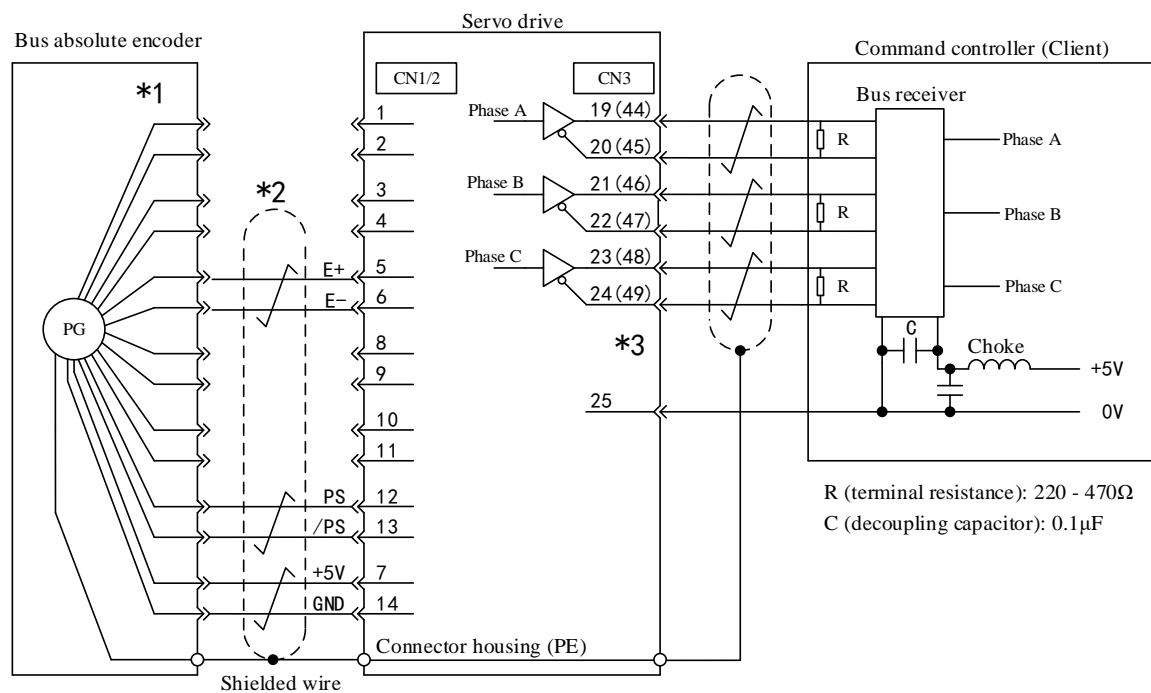 Servo drive
Bus absolute encoder
Command controller (Client)
*1
CN1/2
CN3
Bus receiver
1
2
3
4
*2
E+ 5
E- 6
8
9
10
11
PS 12
/PS 13
+5V 7
GND 14
PG
Phase A
19(44)
20(45)
Phase B
21(46)
22(47)
Phase C
23(48)
24(49)
*3
25
R
R
R
Phase A
Phase B
Phase C
C
Choke
+5V
0V
R (terminal resistance): 220 - 470Ω
C (decoupling capacitor): 0.1μF
Connector housing (PE)
Shielded wire